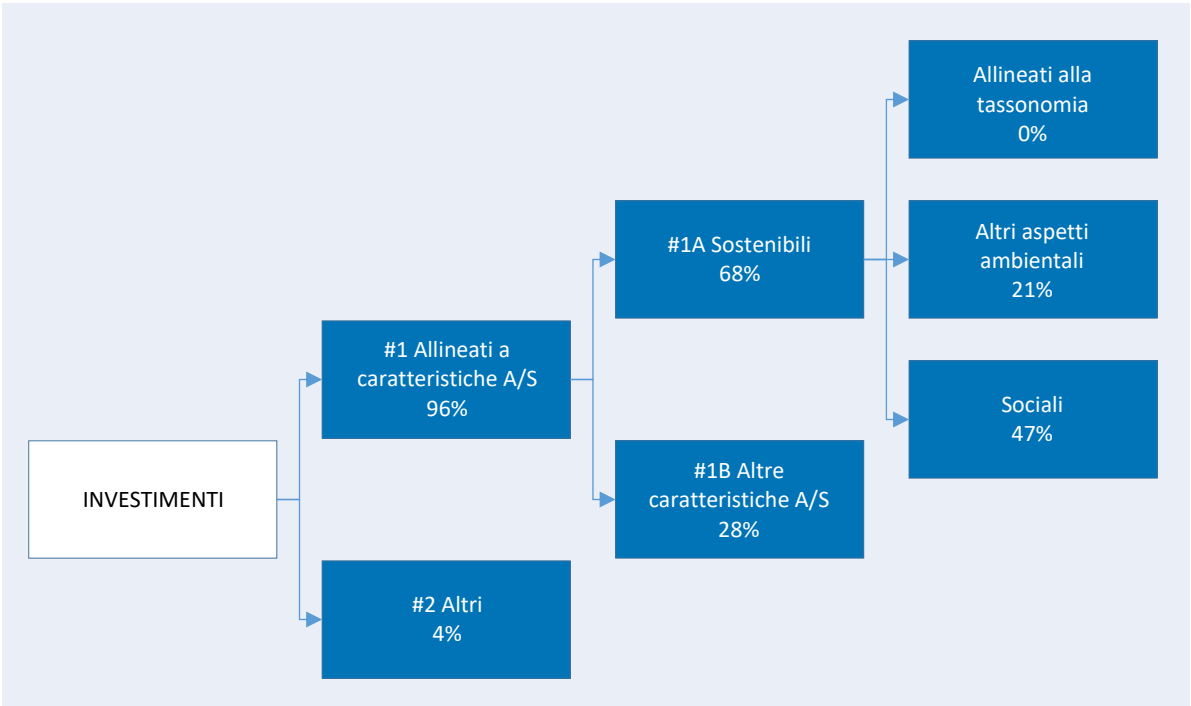 INVESTIMENTI
#1 Allineati a
caratteristiche A/S
96%
#2 Altri
4%
#1A Sostenibili
68%
#1B Altre
caratteristiche A/S
28%
Allineati alla
tassonomia
0%
Altri aspetti
ambientali
21%
Sociali
47%